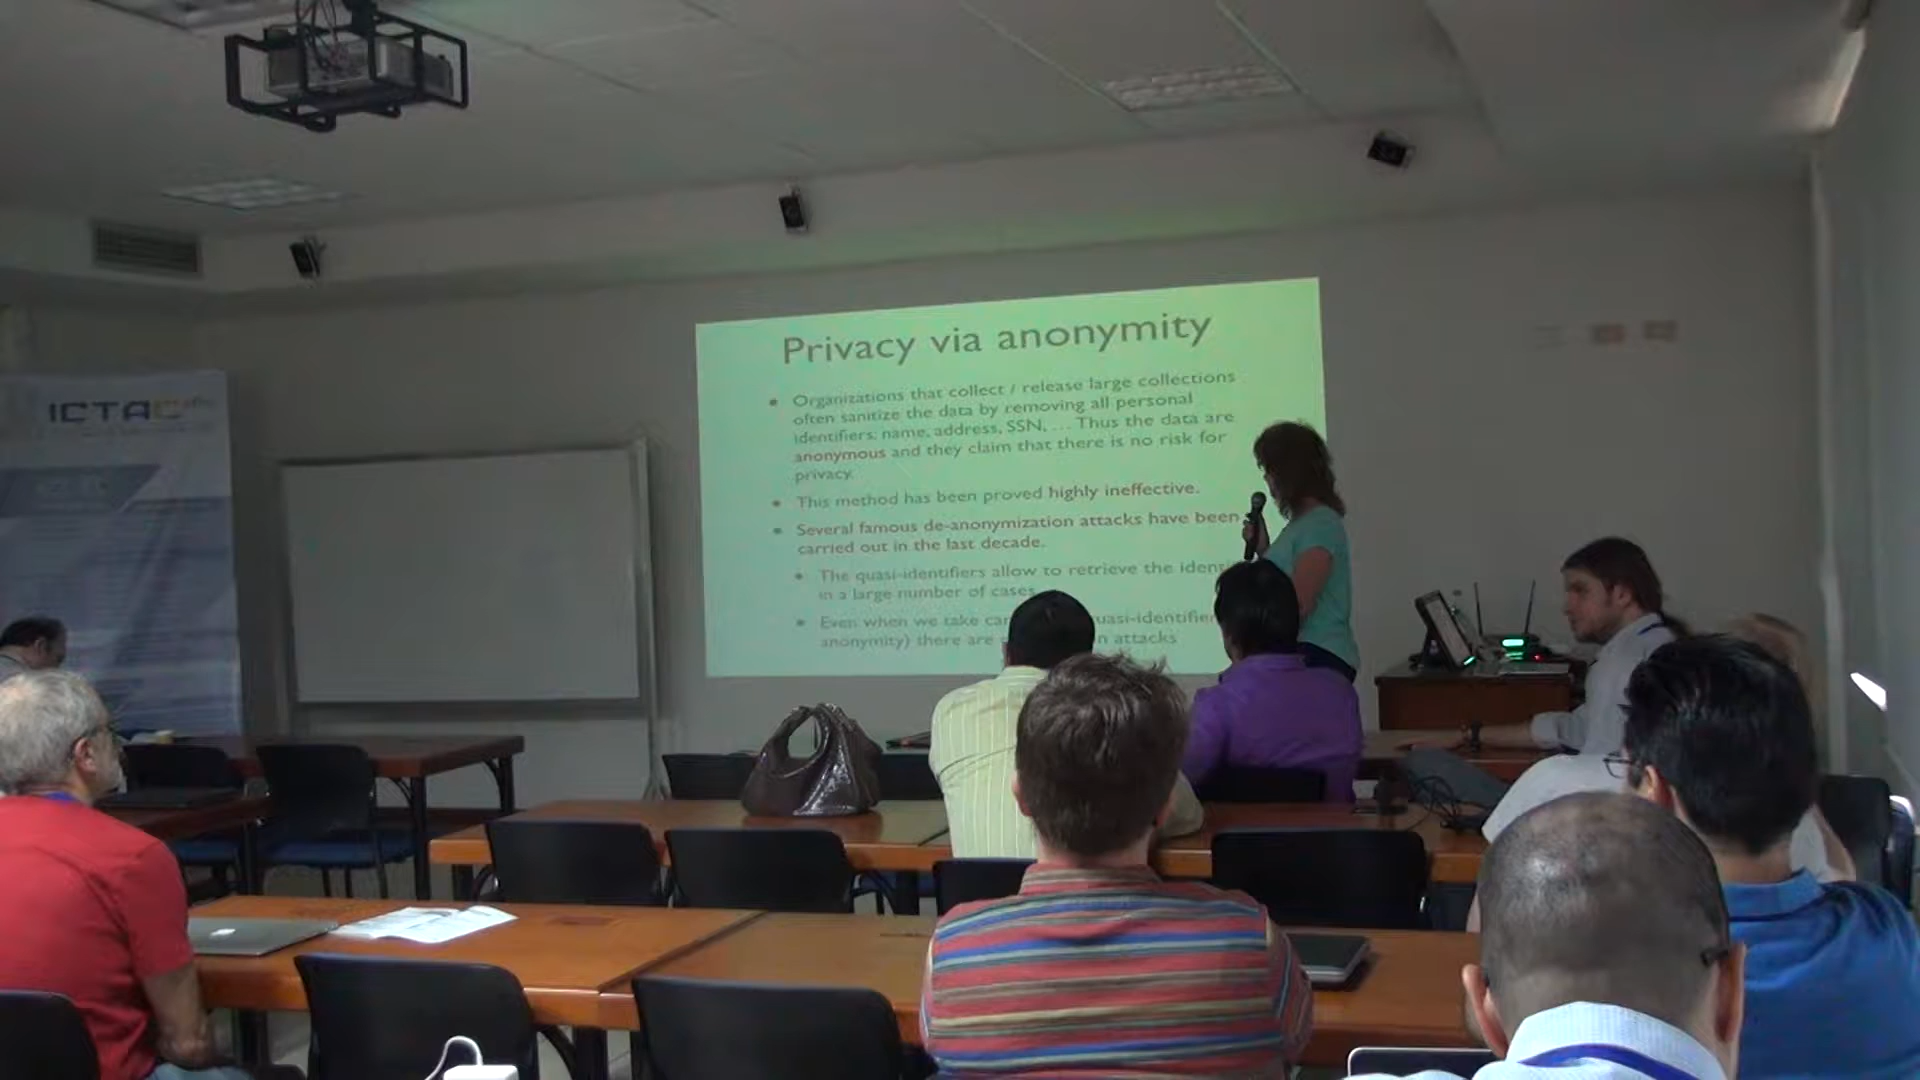 Privacy via anonymity
• Organizations that collect / release large collections
often sanitize the data by removing all personal
identifiers: name, address, SSN, ... Thus the data are
anonymous and they claim that there is no risk for
privacy.
• This method has been proved highly ineffective.
• Several famous de-anonymization attacks have been
carried out in the last decade.
• The quasi-identifiers allow to retrieve the
in a large number of cases
• Even when we take
anonymity) there are attacks
ICTAC